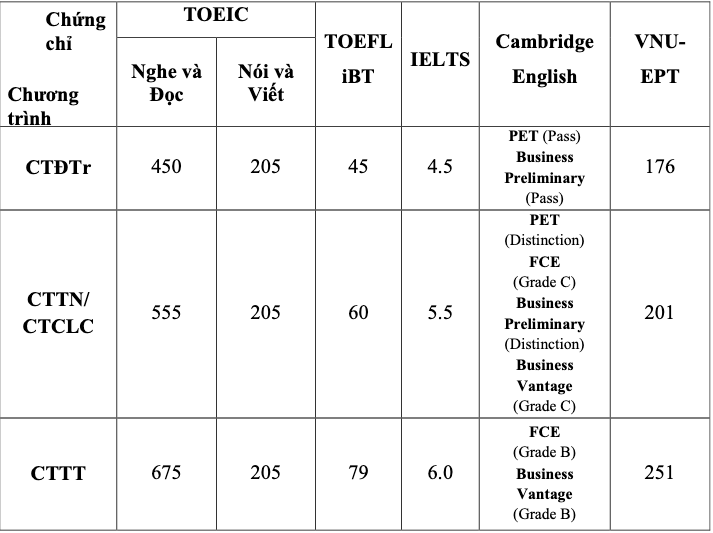 Chứng
chỉ
Chương
trình
TOEIC
Nghe và
Đọc
Nói và
Viết
TOEFL
iBT
IELTS
Cambridge
English
VNU-
EPT
CTĐTr
450
205
45
4.5
PET (Pass)
Business
Preliminary
(Pass)
176
CTTN/
CTCLC
555
205
60
5.5
PET
(Distinction)
FCE
(Grade C)
Business
Preliminary
(Distinction)
Business
Vantage
(Grade C)
201
CTTT
675
205
79
6.0
FCE
(Grade B)
Business
Vantage
(Grade B)
251